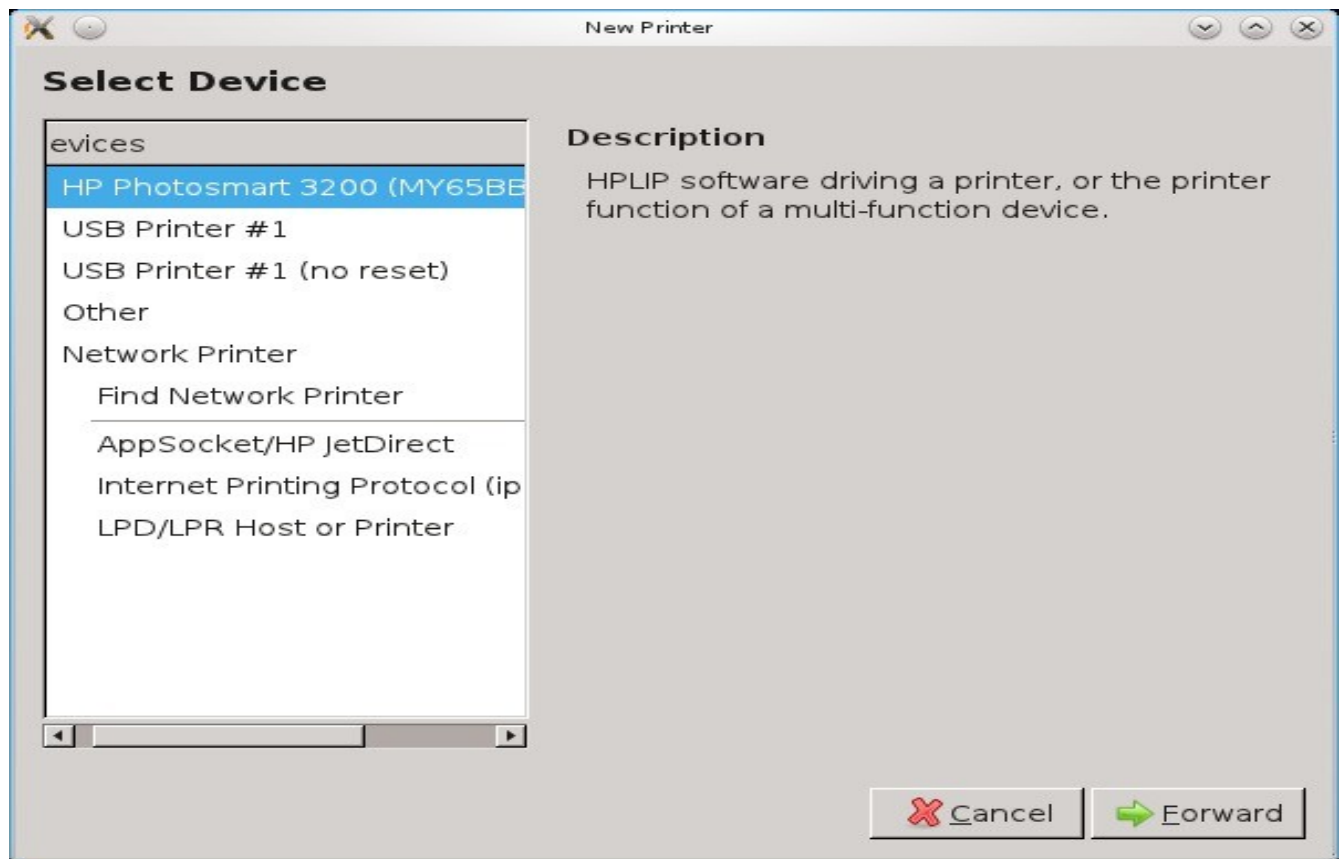 New Printer
Select Device
evices
HP Photosmart 3200 (MY65BB
USB Printer #1
USB Printer #1 (no reset)
Other
Network Printer
Find Network Printer
AppSocket/HP JetDirect
Internet Printing Protocol (ip
LPD/LPR Host or Printer
Description
HPLIP software driving a printer, or the printer
function of a multi-function device.
Cancel
Forward